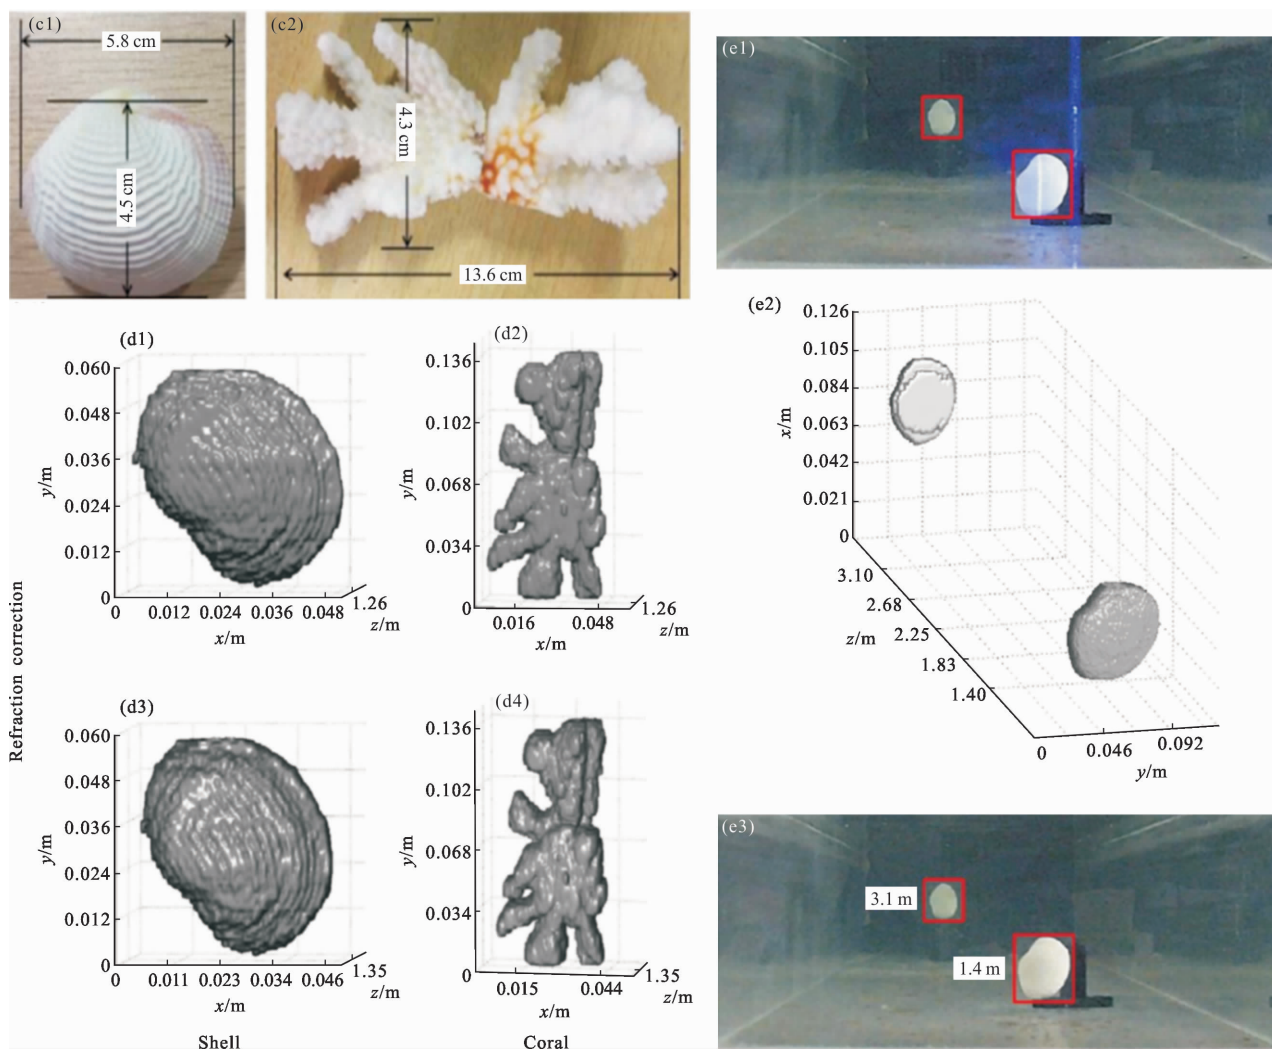 (c1)
5.8 cm
4.5 cm
(c2)
4.3 cm
13.6 cm
(e1)
(d1)
0.060
0.048
0.036
0.024
0.012
0
y/m
0 0.012 0.024 0.036 0.048
x/m
1.26
z/m
(d2)
0.136
0.102
0.068
0.034
0
y/m
0.016 0.048
x/m
1.26
z/m
(e2)
0.126
0.105
0.084
0.063
0.042
0.021
0
x/m
3.10
2.68
2.25
1.83
1.40
z/m
0 0.046 0.092
y/m
Refraction correction
(d3)
0.060
0.048
0.036
0.024
0.012
0
y/m
0 0.011 0.023 0.034 0.046
x/m
1.35
z/m
Shell
(d4)
0.136
0.102
0.068
0.034
0
y/m
0.015 0.044
x/m
1.35
z/m
Coral
(e3)
3.1 m
1.4 m